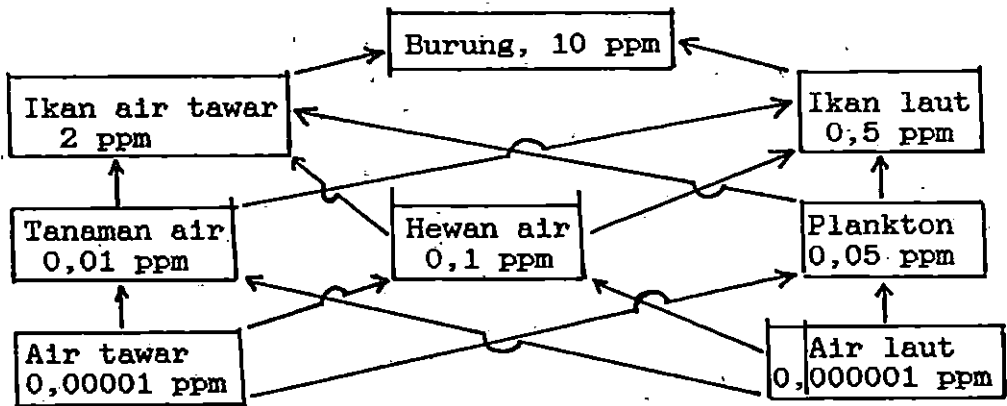 Burung, 10 ppm
Ikan air tawar
2 ppm
Ikan laut
0,5 ppm
Tanaman air
0,01 ppm
Hewan air
0,1 ppm
Plankton
0,05 ppm
Air tawar
0,00001 ppm
Air laut
0,000001 ppm